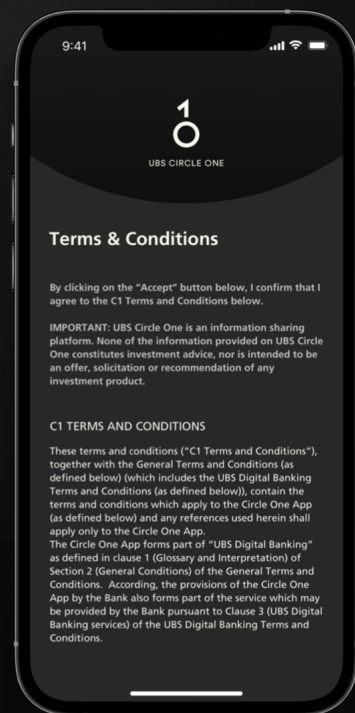 9:41
1
UBS CIRCLE ONE
Terms & Conditions
By clicking on the "Accept" button below, I confirm that I
agree to the C1 Terms and Conditions below.
IMPORTANT: UBS Circle One is an information sharing
platform. None of the information provided on UBS Circle
One constitutes investment advice, nor is intended to be
an offer, solicitation or recommendation of any
investment product.
C1 TERMS AND CONDITIONS
These terms and conditions ("C1 Terms and Conditions"),
together with the General Terms and Conditions (as
defined below) (which includes the UBS Digital Banking
Terms and Conditions (as defined below)), contain the
terms and conditions which apply to the Circle One App
(as defined below) and any references used herein shall
apply only to the Circle One App.
The Circle One App forms part of "UBS Digital Banking"
as defined in clause 1 (Glossary and Interpretation) of
Section 2 (General Conditions) of the General Terms and
Conditions. According, the provisions of the Circle One
App by the Bank also forms part of the service which may
be provided by the Bank pursuant to Clause 3 (UBS Digital
Banking services) of the UBS Digital Banking Terms and
Conditions.